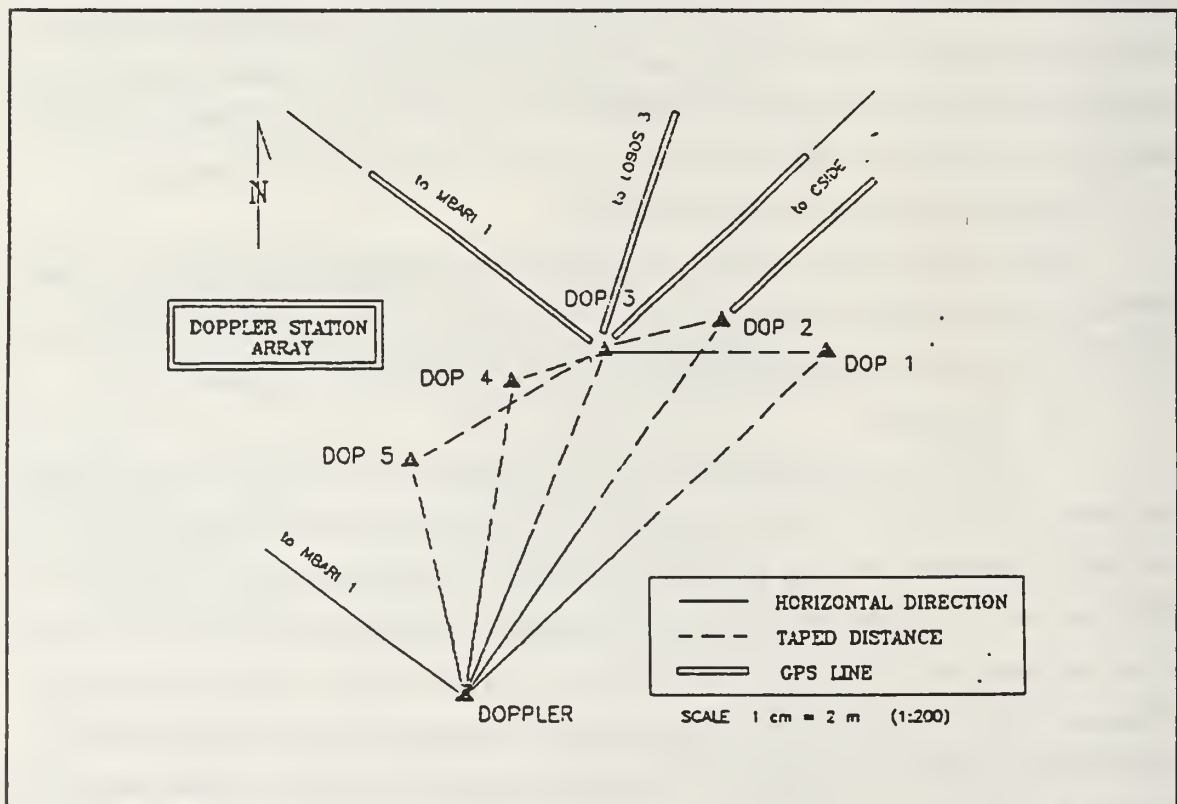 to MBARI 1
to LOBOS 3
to CSIDE
N
DOP 3
DOPPLER STATION
ARRAY
DOP 2
DOP 1
DOP 4
DOP 5
to MBARI 1
DOPPLER
HORIZONTAL DIRECTION
TAPED DISTANCE
GPS LINE
SCALE 1 cm = 2 m (1:200)